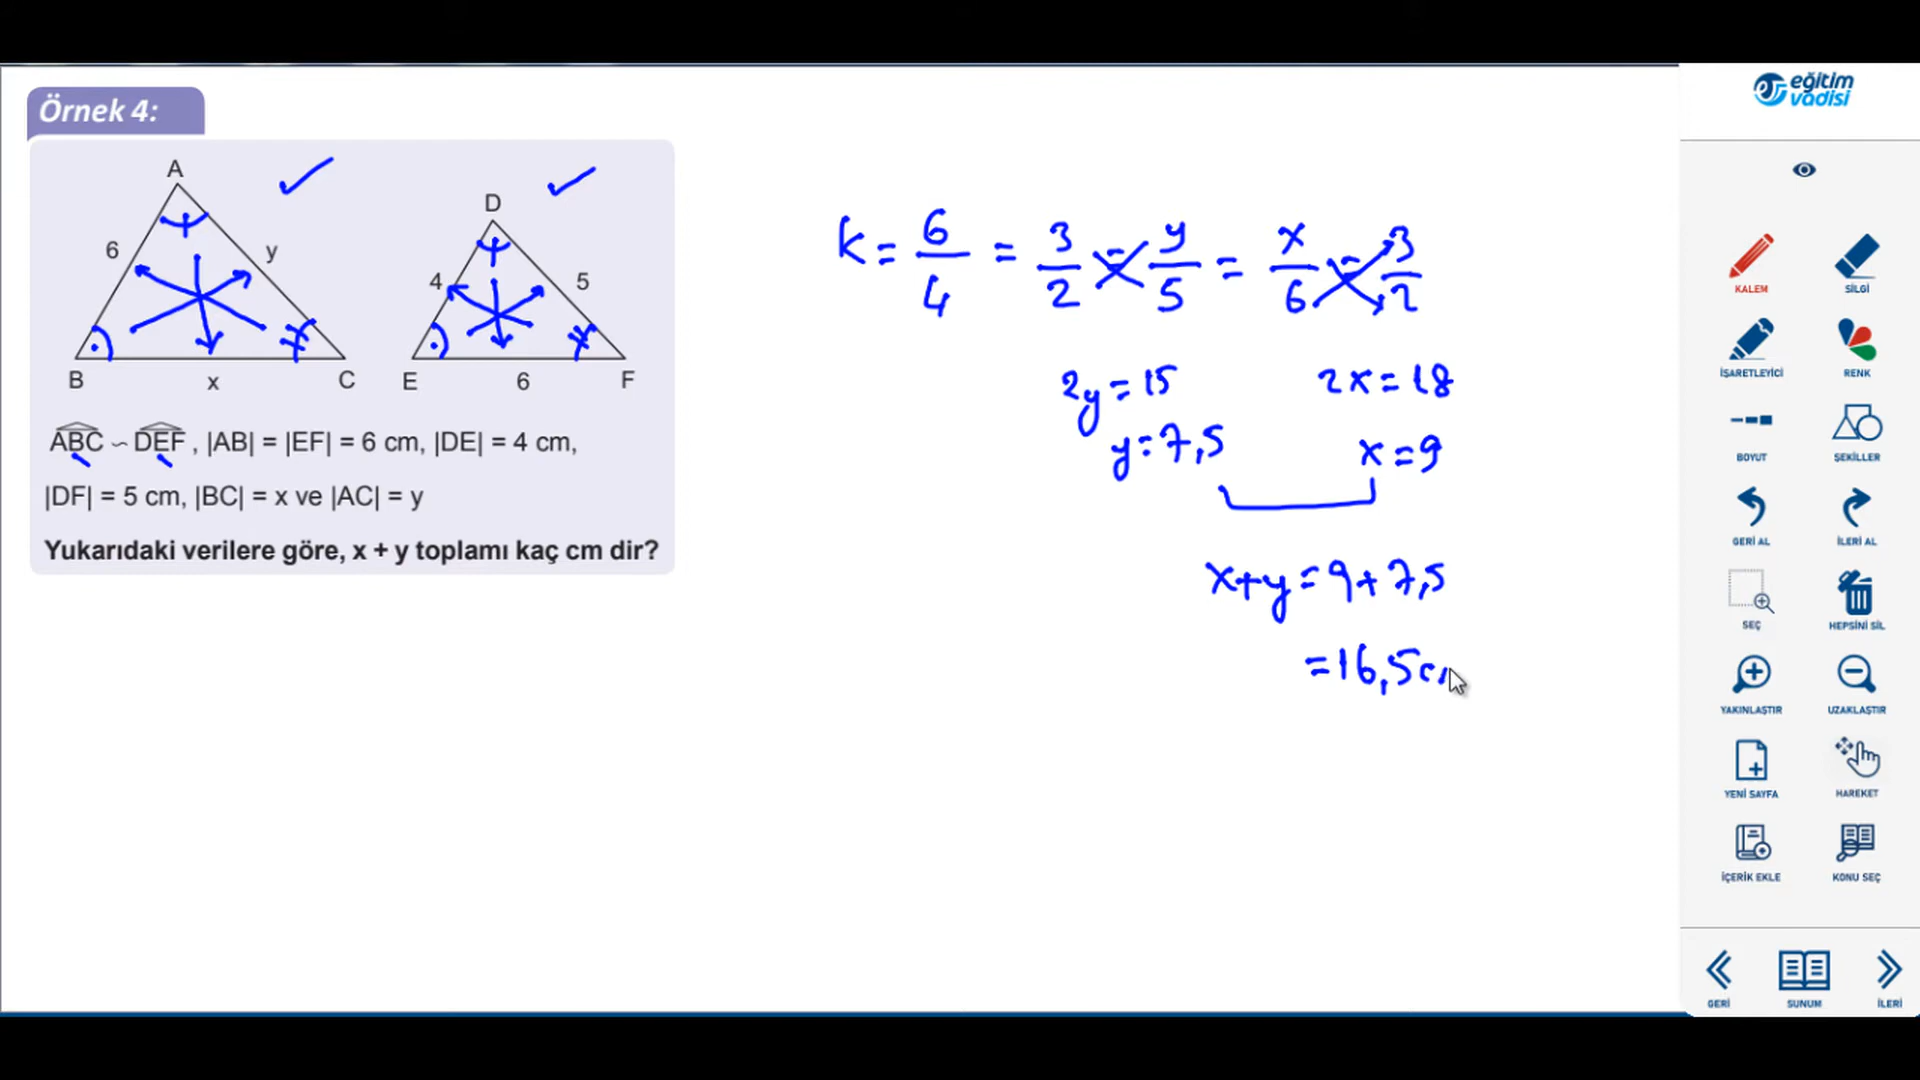 Örnek 4:
A
6
y
B
x
C
D
4
5
E
6
F
ABC ∽ DEF, |AB| = |EF| = 6 cm, |DE| = 4 cm,
|DF| = 5 cm, |BC| = x ve |AC| = y
Yukarıdaki verilere göre, x + y toplamı kaç cm dir?
k = 6/4 = 3/2 = y/5 = x/6 = 3/2
2y = 15
y = 7,5
2x = 18
x = 9
x+y = 9 + 7,5
= 16,5 c
eğitim
vadisi
KALEM
SİLGİ
İŞARETLEYİCİ
RENK
BOYUT
ŞEKİLLER
GERİ AL
İLERİ AL
SEÇ
HEPSİNİ SİL
YAKINLAŞTIR
UZAKLAŞTIR
YENİ SAYFA
HAREKET
İÇERİK EKLE
KONU SEÇ
GERİ
SUNUM
İLERİ